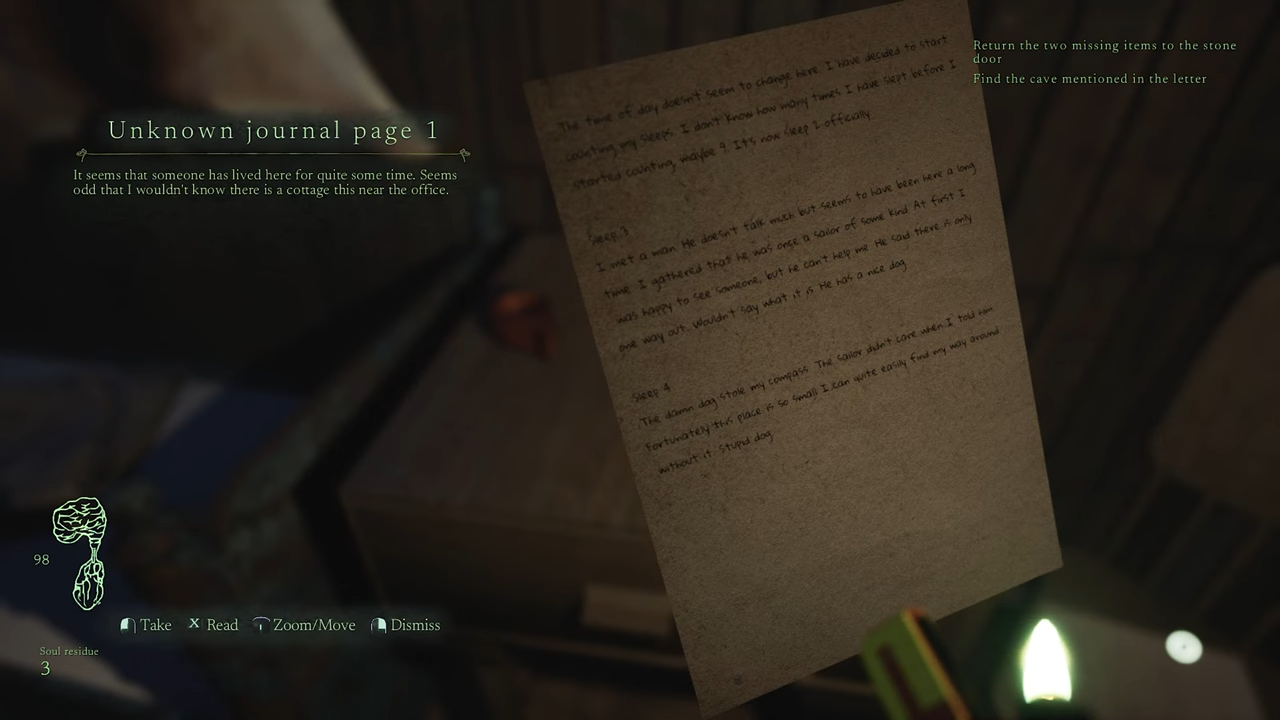 Return the two missing items to the stone
door
Find the cave mentioned in the letter
Unknown journal page 1
It seems that someone has lived here for quite some time. Seems
odd that I wouldn't know there is a cottage this near the office.
The time of day doesn't seem to change here. I have decided to start
counting my sleeps. I don't know how many times I have slept before I
started counting, maybe 9. It's now sleep 2 officially
Sleep 3
I met a man. He doesn't talk much but seems to have been here a long
time. I gathered that he was once a sailor of some kind. At first I
was happy to see someone, but he can't help me. He said there is only
one way out. Wouldn't say what it is. He has a nice dog
Sleep 4
The damn dog stole my compass. The sailor didn't care when I told him.
Fortunately this place is so small I can quite easily find my way around
without it. Stupid dog
98
Take X Read Zoom/Move Dismiss
Soul residue
3